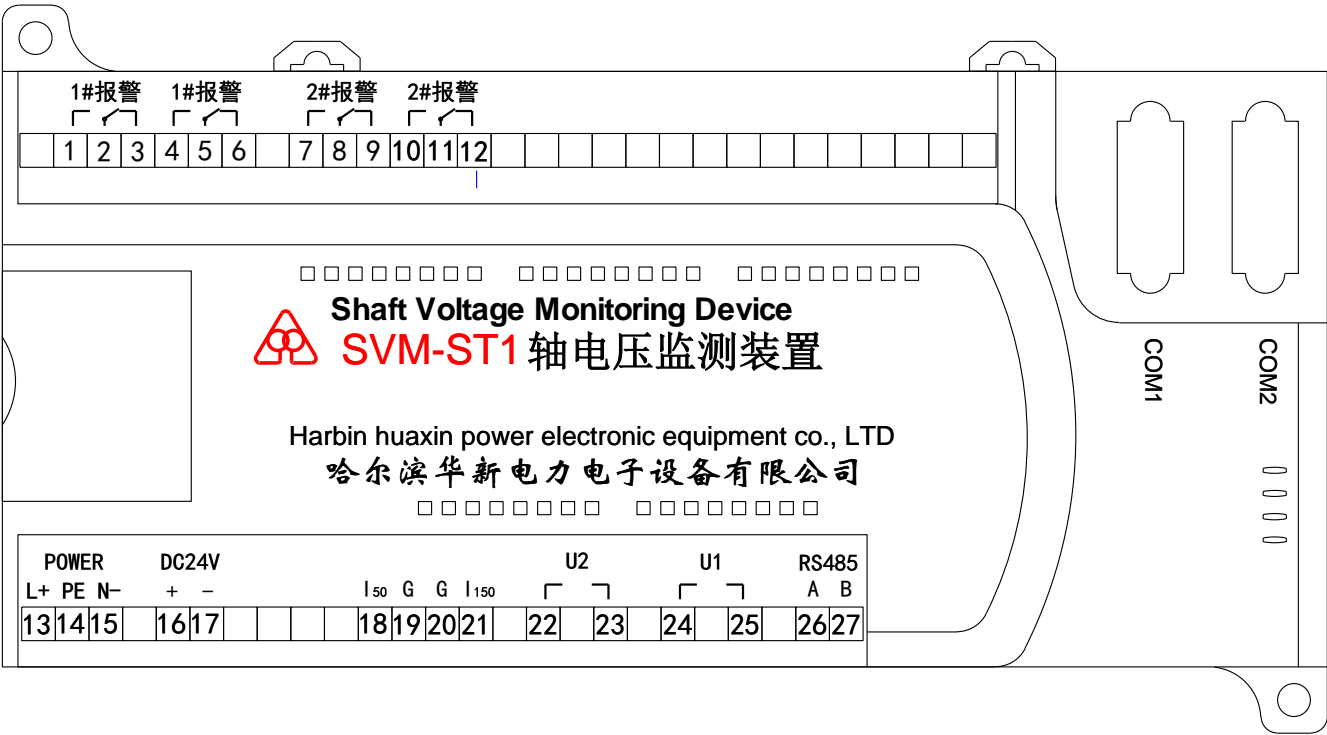 1#报警 1#报警 2#报警 2#报警
1 2 3 4 5 6 7 8 9 10 11 12
Shaft Voltage Monitoring Device
SVM-ST1轴电压监测装置
COM1 COM2
Harbin huaxin power electronic equipment co., LTD
哈尔滨华新电力电子设备有限公司
POWER DC24V U2 U1 RS485
L+ PE N- + - I50 G G I150 A B
13 14 15 16 17 18 19 20 21 22 23 24 25 26 27